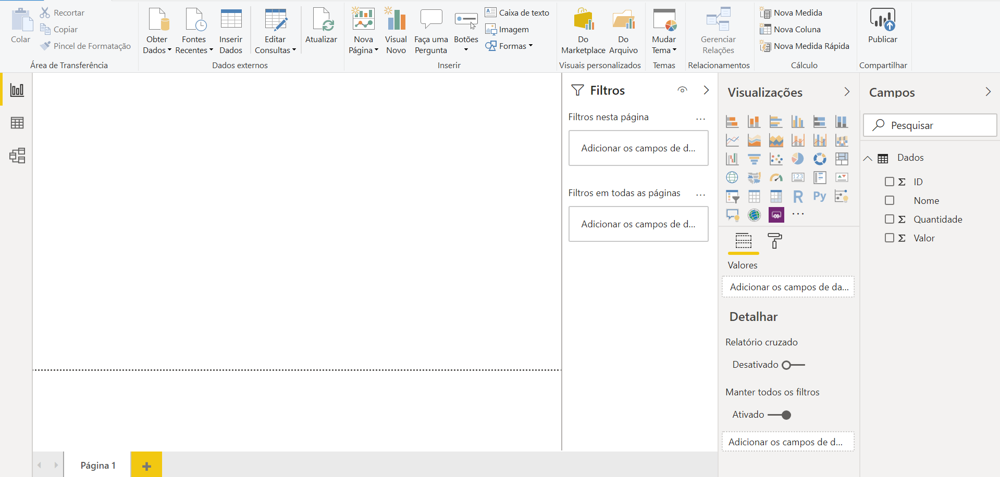 Colar
Recortar
Copiar
Pincel de Formatação
Área de Transferência
Obter
Dados
Fontes
Recentes
Inserir
Dados
Editar
Consultas
Atualizar
Dados externos
Nova
Página
Visual
Novo
Faça uma
Pergunta
Botões
Caixa de texto
Imagem
Formas
Inserir
Do
Marketplace
Do
Arquivo
Visuais personalizados
Mudar
Tema
Temas
Gerenciar
Relações
Relacionamentos
Nova Medida
Nova Coluna
Nova Medida Rápida
Cálculo
Publicar
Compartilhar
Filtros
Filtros nesta página
...
Adicionar os campos de d...
Filtros em todas as páginas
...
Adicionar os campos de d...
Visualizações
123
R
Py
...
Valores
Adicionar os campos de da...
Detalhar
Relatório cruzado
Desativado
Manter todos os filtros
Ativado
Adicionar os campos de d...
Campos
Pesquisar
Dados
Σ ID
Nome
Σ Quantidade
Σ Valor
Página 1
+